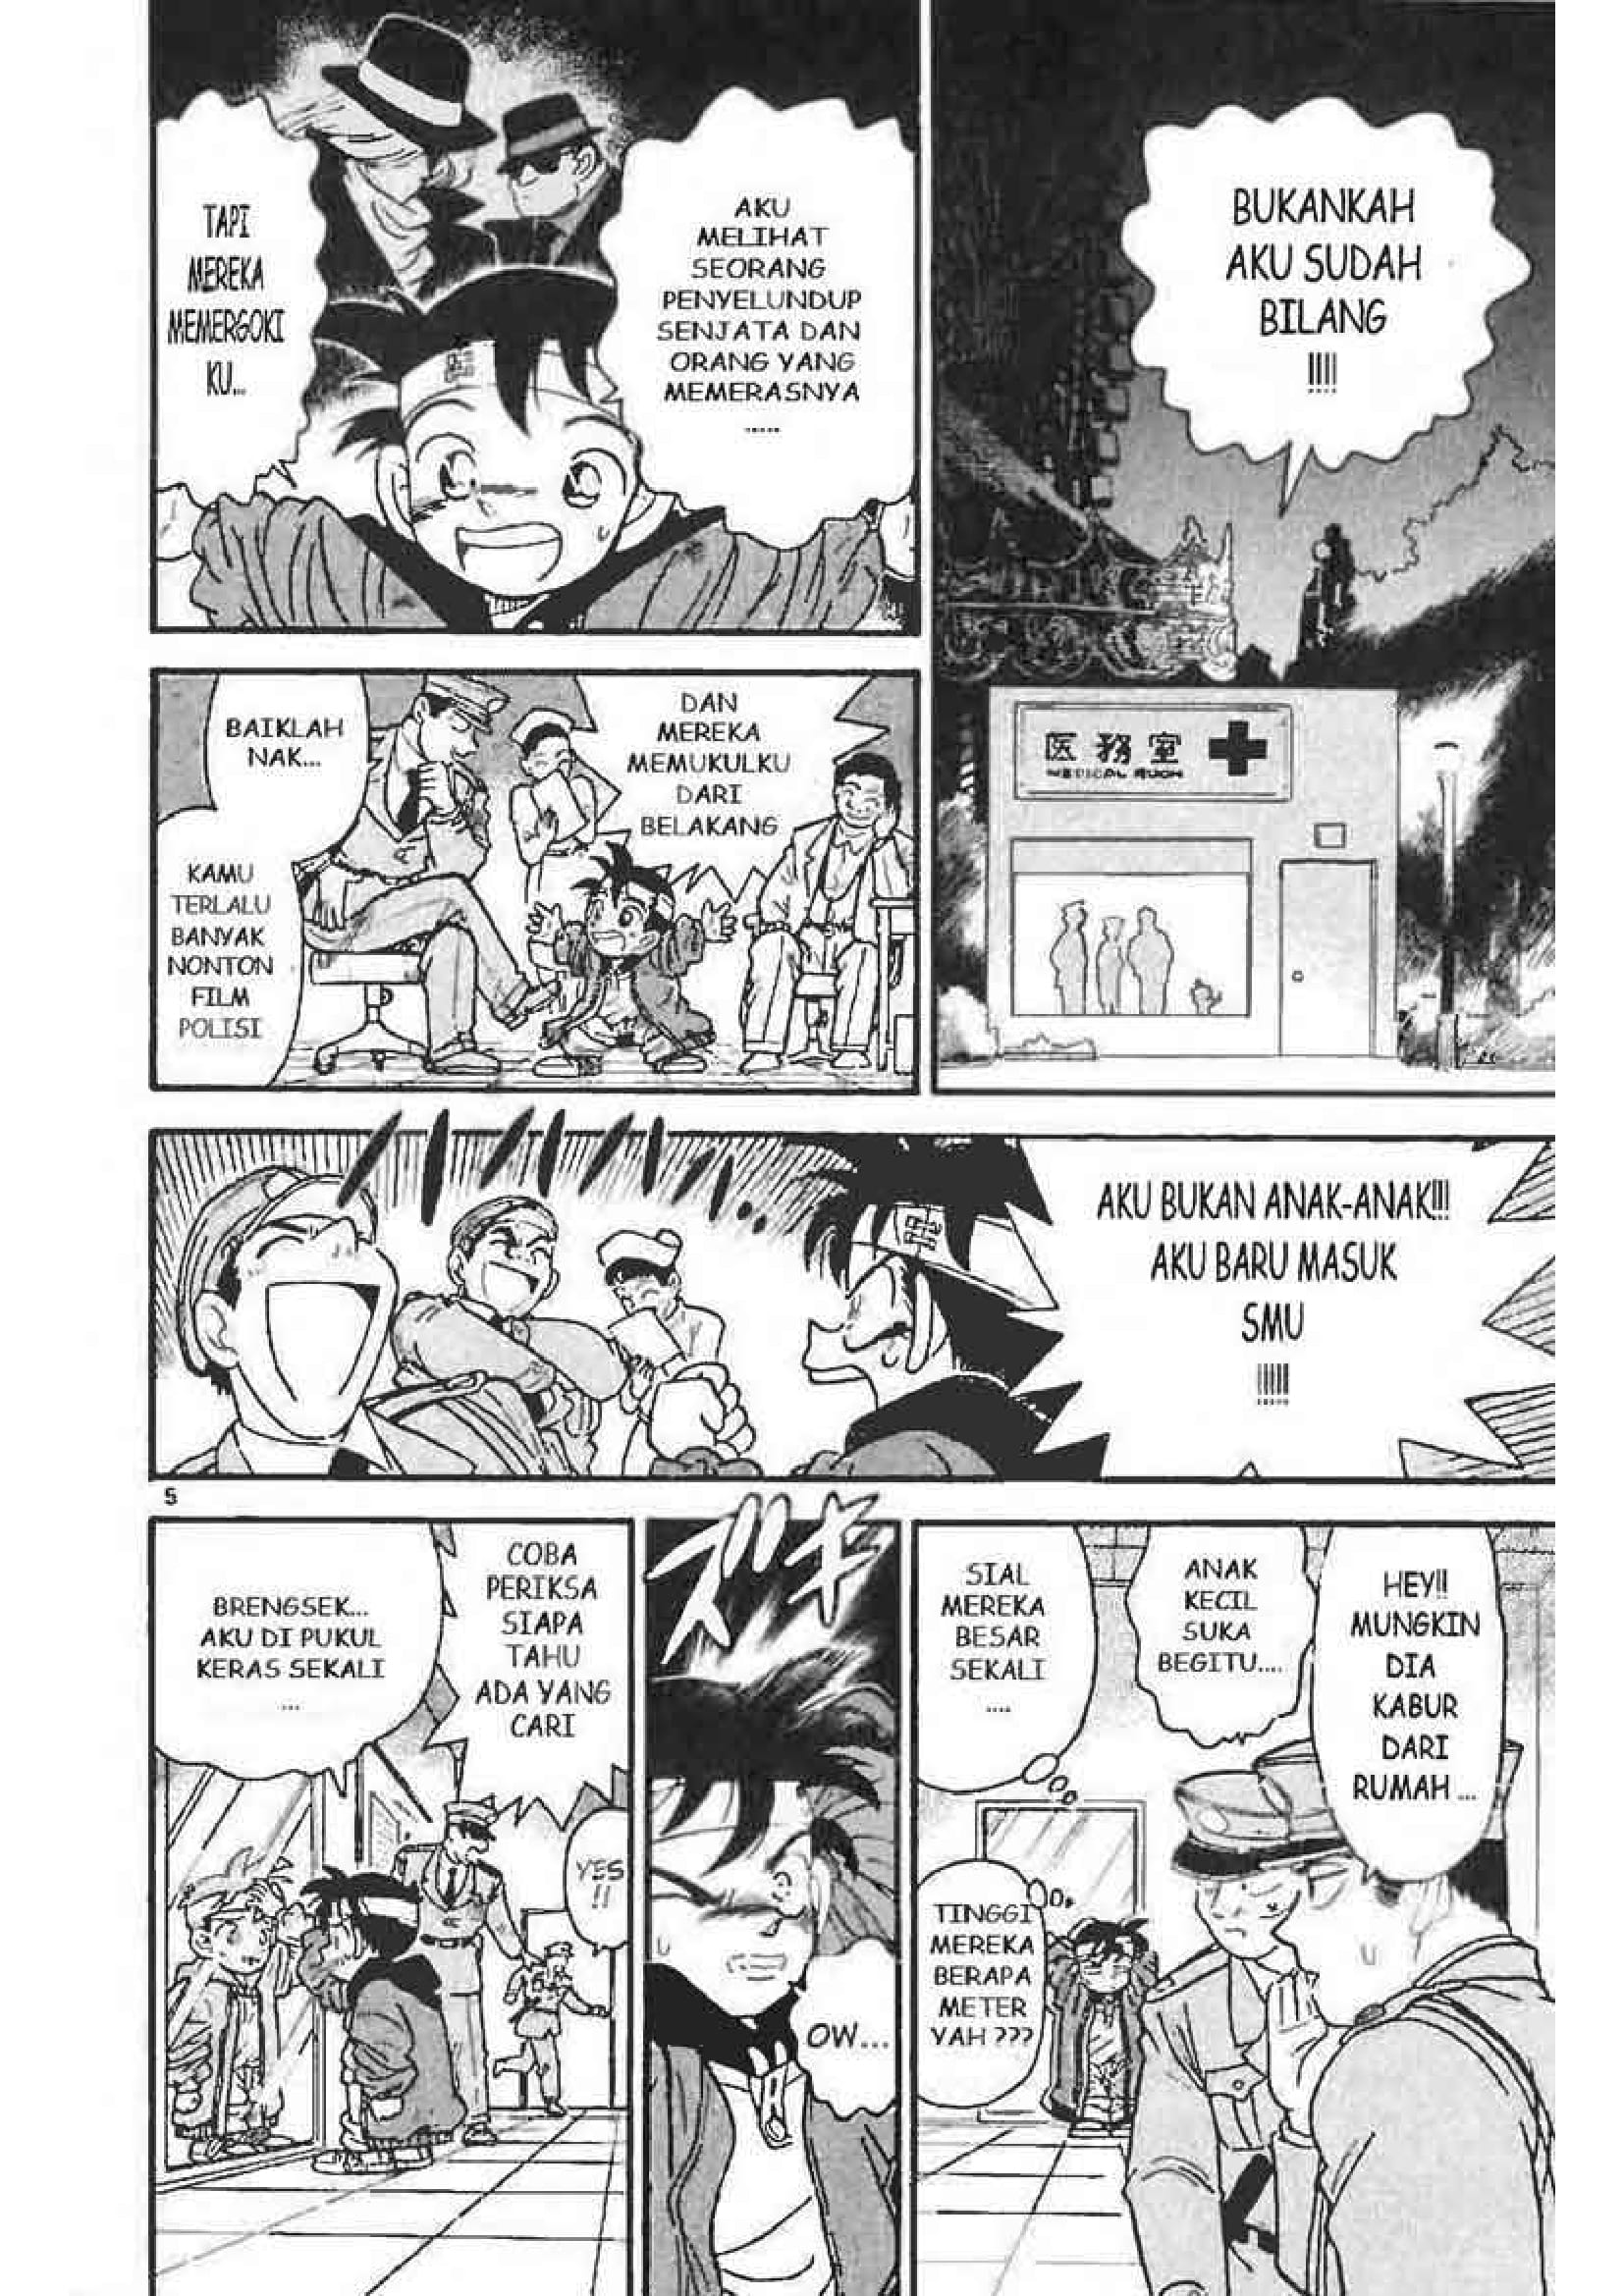 BUKANKAH
AKU SUDAH
BILANG
!!!!
医務室
MEDICAL ROOM
AKU
MELIHAT
SEORANG
PENYELUNDUP
SENJATA DAN
ORANG YANG
MEMERASNYA
.....
TAPI
MEREKA
MEMERGOKI
KU...
DAN
MEREKA
MEMUKULKU
DARI
BELAKANG
BAIKLAH
NAK...
KAMU
TERLALU
BANYAK
NONTON
FILM
POLISI
AKU BUKAN ANAK-ANAK!!!
AKU BARU MASUK
SMU
!!!!!
5
HEY!!
MUNGKIN
DIA
KABUR
DARI
RUMAH ...
ANAK
KECIL
SUKA
BEGITU....
SIAL
MEREKA
BESAR
SEKALI
....
TINGGI
MEREKA
BERAPA
METER
YAH ???
ズキ
OW...
COBA
PERIKSA
SIAPA
TAHU
ADA YANG
CARI
YES
!!
BRENGSEK...
AKU DI PUKUL
KERAS SEKALI
...